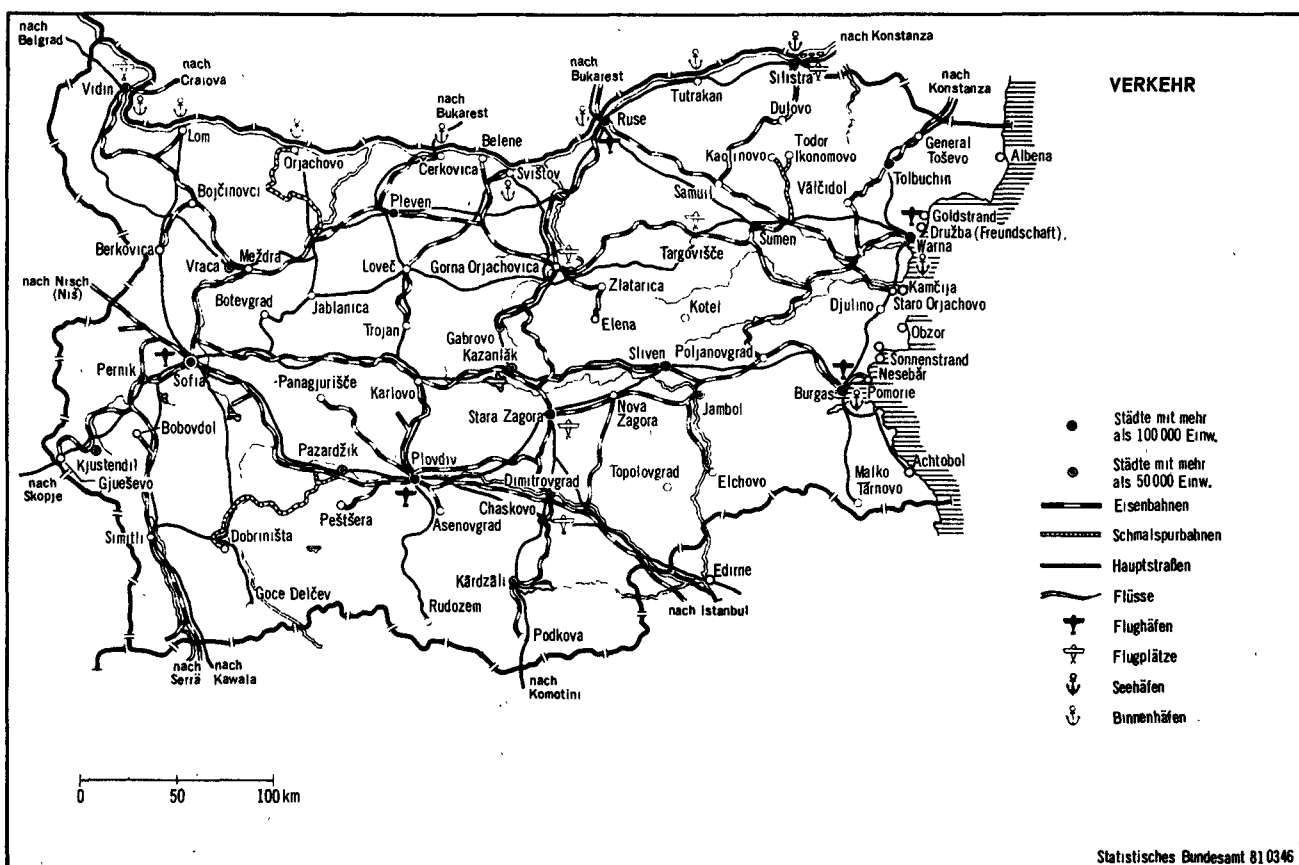 VERKEHR
nach
Belgrad
nach
Craiova
Vidin
Lom
Orjachovo
nach
Bukarest
Cerkovica
Belene
Svištov
nach
Bukarest
Ruse
Tutrakan
Silistra
nach Konstanza
nach
Konstanza
Dulovo
Kaolinovo
Todor
Ikonomovo
General
Toševo
Tolbuchin
Albena
Bojčinovci
Pleven
Samuil
Vălčidol
Goldstrand
Družba (Freundschaft)
Warna
Berkovica
Vraca
Mezdra
Loveč
Gorna Orjachovica
Targovišče
Šumen
Kamčija
Staro Orjachovo
nach Nisch
(Niš)
Botevgrad
Jablanica
Zlatarica
Elena
Kotel
Djulino
Obzor
Trojan
Gabrovo
Kazanlăk
Sliven
Poljanovgrad
Sonnenstrand
Nesebăr
Pomorie
Burgas
Pernik
Sofia
Panagjurišče
Karlovo
Stara Zagora
Nova
Zagora
Jambol
Bobovdol
Kjustendil
Gjueševo
nach
Skopje
Pazardžik
Plovdiv
Dimitrovgrad
Topolovgrad
Elchovo
Malko
Tărnovo
Achtobol
Peštšera
Asenovgrad
Chaskovo
Simitli
Dobriništa
Goce Delčev
Rudozem
Kărdzăli
Edirne
nach Istanbul
Podkova
nach
Serrä
nach
Kawala
nach
Komotini
Städte mit mehr
als 100 000 Einw.
Städte mit mehr
als 50 000 Einw.
Eisenbahnen
Schmalspurbahnen
Hauptstraßen
Flüsse
Flughäfen
Flugplätze
Seehäfen
Binnenhäfen
0 50 100 km
Statistisches Bundesamt 81 0346